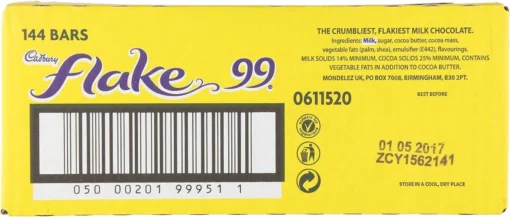 144 BARS
Cadbury
Flake 99
050 00201 99951 1
THE CRUMBLIEST, FLAKIEST MILK CHOCOLATE.
Ingredients: Milk, sugar, cocoa butter, cocoa mass,
vegetable fats (palm, shea), emulsifier (E442), flavourings.
MILK SOLIDS 14% MINIMUM, COCOA SOLIDS 25% MINIMUM, CONTAINS
VEGETABLE FATS IN ADDITION TO COCOA BUTTER.
MONDELEZ UK, PO BOX 7008, BIRMINGHAM, B30 2PT.
0611520
BEST BEFORE
01 05 2017
ZCY1562141
STORE IN A COOL, DRY PLACE